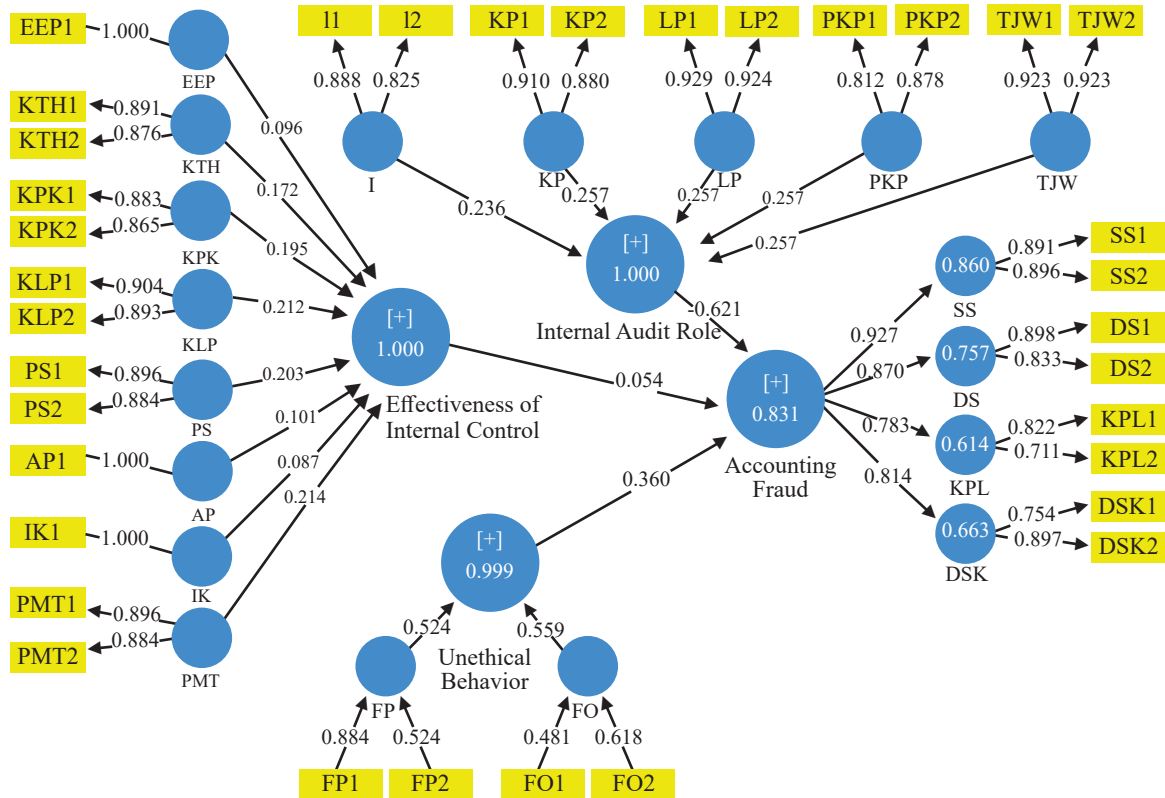 EEP1
1.000
EEP
0.096
KTH1
KTH2
0.891
0.876
KTH
0.172
KPK1
KPK2
0.883
0.865
KPK
0.195
KLP1
KLP2
0.904
0.893
KLP
0.212
PS1
PS2
0.896
0.884
PS
0.203
AP1
1.000
AP
0.101
IK1
1.000
IK
0.087
PMT1
PMT2
0.896
0.884
PMT
0.214
[+]
1.000
Effectiveness of
Internal Control
0.054
I1 I2
0.888 0.825
I
0.236
KP1 KP2
0.910 0.880
KP
0.257
LP1 LP2
0.929 0.924
LP
0.257
PKP1 PKP2
0.812 0.878
PKP
0.257
TJW1 TJW2
0.923 0.923
TJW
0.257
[+]
1.000
Internal Audit Role
-0.621
[+]
0.831
Accounting
Fraud
0.927
0.860
SS
0.891
0.896
SS1
SS2
0.870
0.757
DS
0.898
0.833
DS1
DS2
0.783
0.614
KPL
0.822
0.711
KPL1
KPL2
0.814
0.663
DSK
0.754
0.897
DSK1
DSK2
0.360
[+]
0.999
Unethical
Behavior
0.524 0.559
FP FO
0.884 0.524 0.481 0.618
FP1 FP2 FO1 FO2